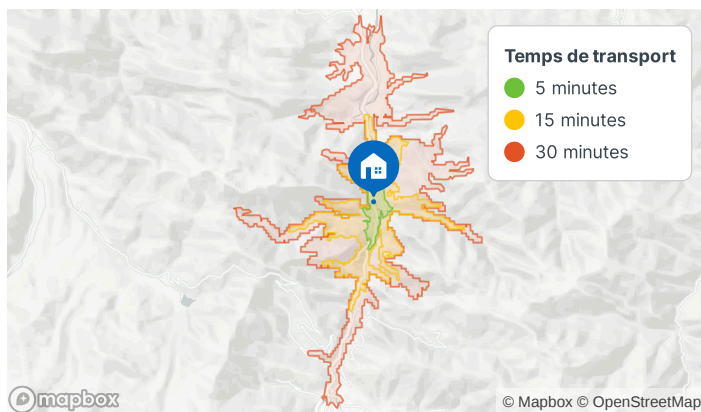 Temps de transport
5 minutes
15 minutes
30 minutes
mapbox
© Mapbox © OpenStreetMap